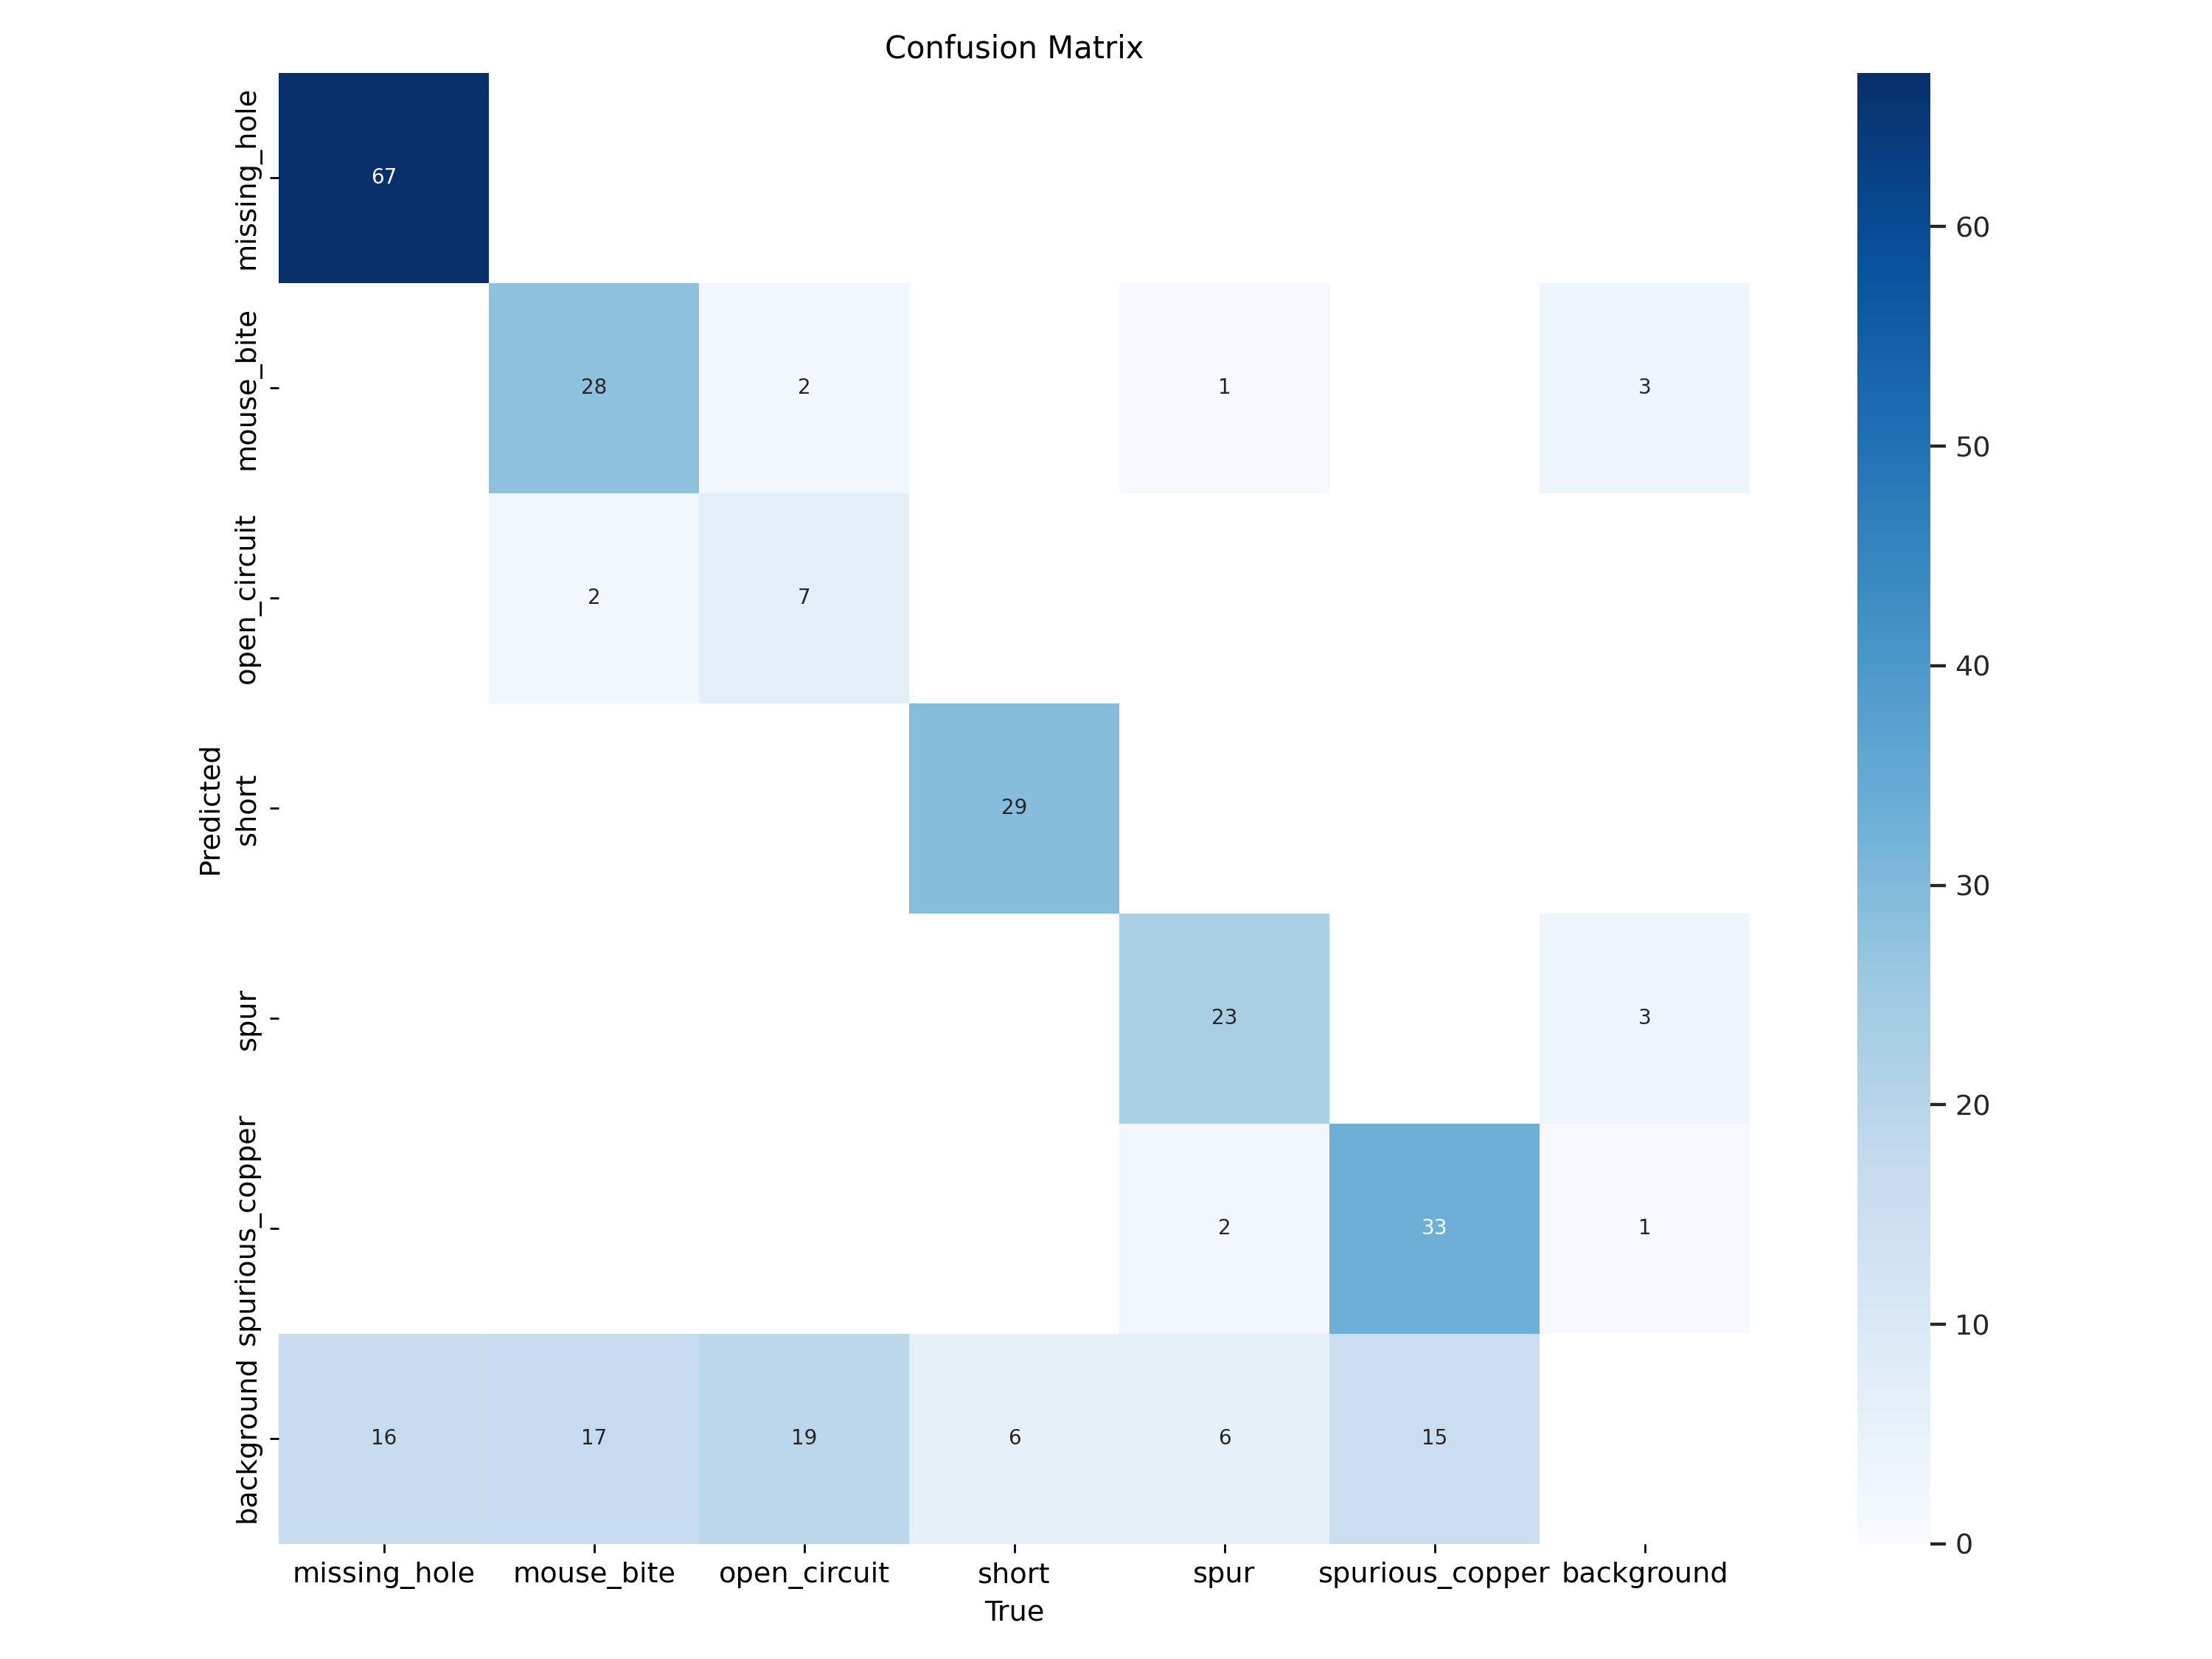 Confusion Matrix
missing_hole
67
60
mouse_bite
28 2 1 3
50
open_circuit
2 7
40
Predicted
short
29
30
spur
23 3
20
spurious_copper
2 33 1
10
background
16 17 19 6 6 15
0
missing_hole mouse_bite open_circuit short spur spurious_copper background
True